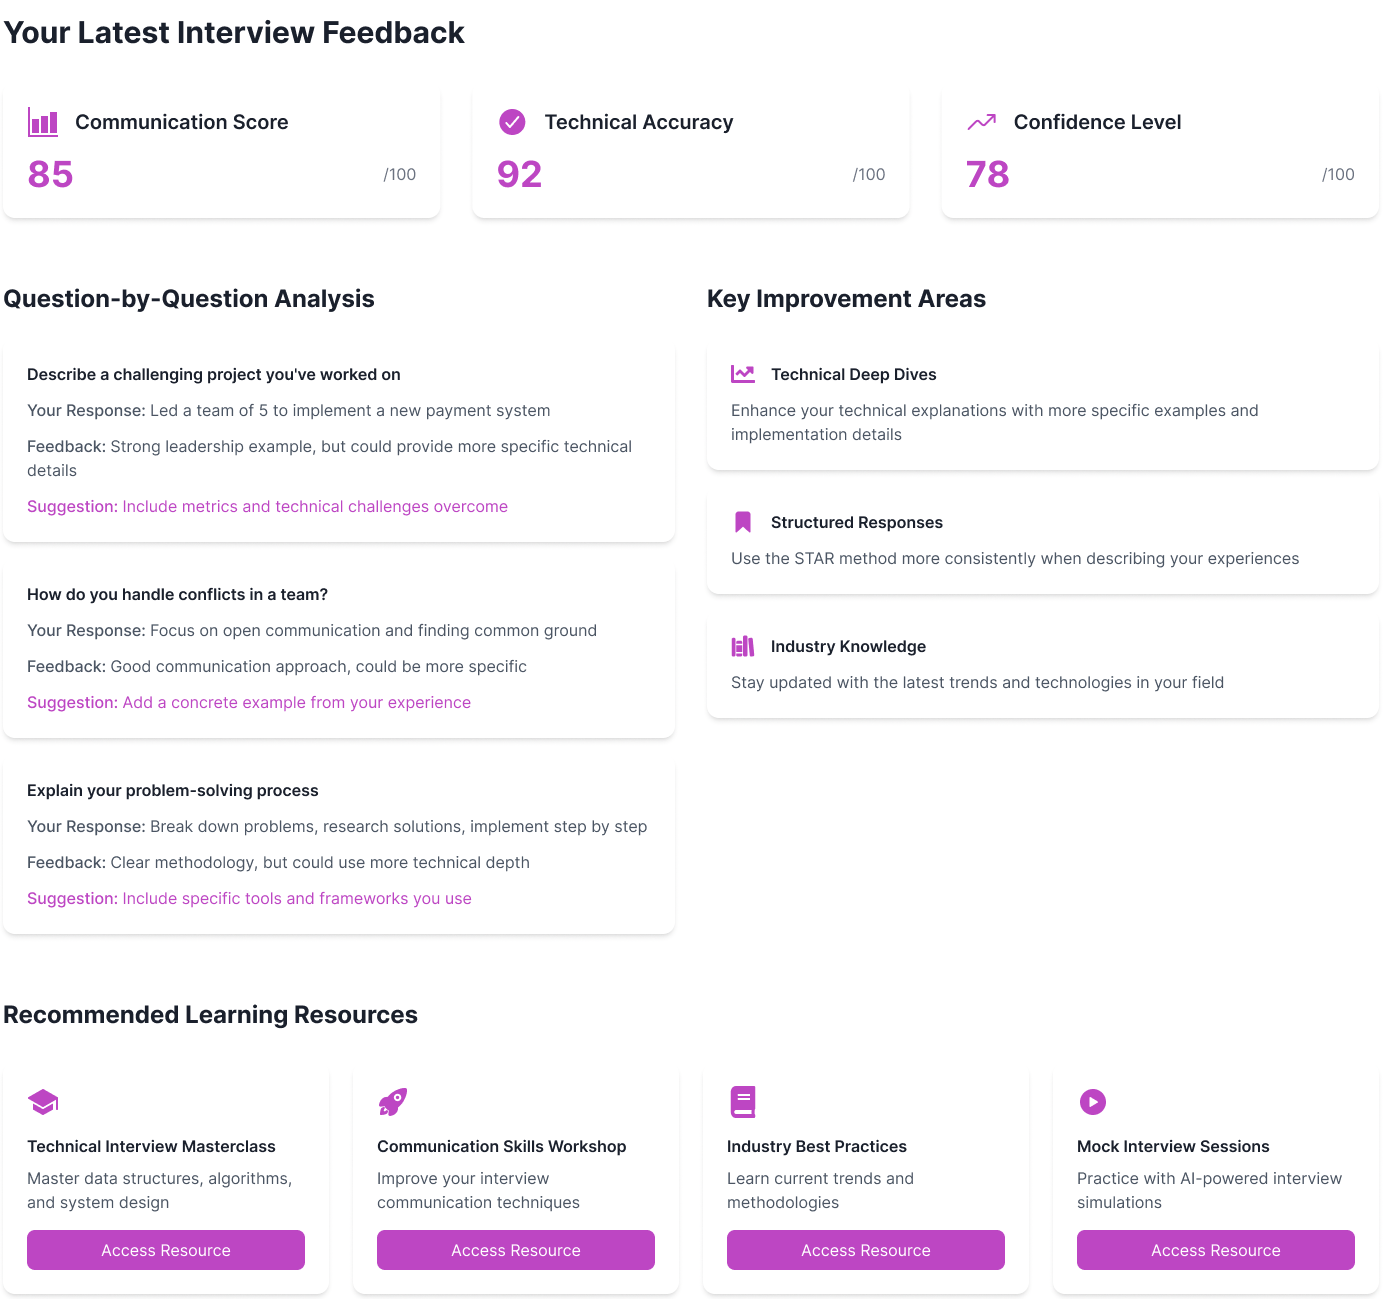 Your Latest Interview Feedback
Communication Score
85
/100
Technical Accuracy
92
/100
Confidence Level
78
/100
Question-by-Question Analysis
Describe a challenging project you've worked on
Your Response: Led a team of 5 to implement a new payment system
Feedback: Strong leadership example, but could provide more specific technical
details
Suggestion: Include metrics and technical challenges overcome
How do you handle conflicts in a team?
Your Response: Focus on open communication and finding common ground
Feedback: Good communication approach, could be more specific
Suggestion: Add a concrete example from your experience
Explain your problem-solving process
Your Response: Break down problems, research solutions, implement step by step
Feedback: Clear methodology, but could use more technical depth
Suggestion: Include specific tools and frameworks you use
Key Improvement Areas
Technical Deep Dives
Enhance your technical explanations with more specific examples and
implementation details
Structured Responses
Use the STAR method more consistently when describing your experiences
Industry Knowledge
Stay updated with the latest trends and technologies in your field
Recommended Learning Resources
Technical Interview Masterclass
Master data structures, algorithms,
and system design
Access Resource
Communication Skills Workshop
Improve your interview
communication techniques
Access Resource
Industry Best Practices
Learn current trends and
methodologies
Access Resource
Mock Interview Sessions
Practice with AI-powered interview
simulations
Access Resource